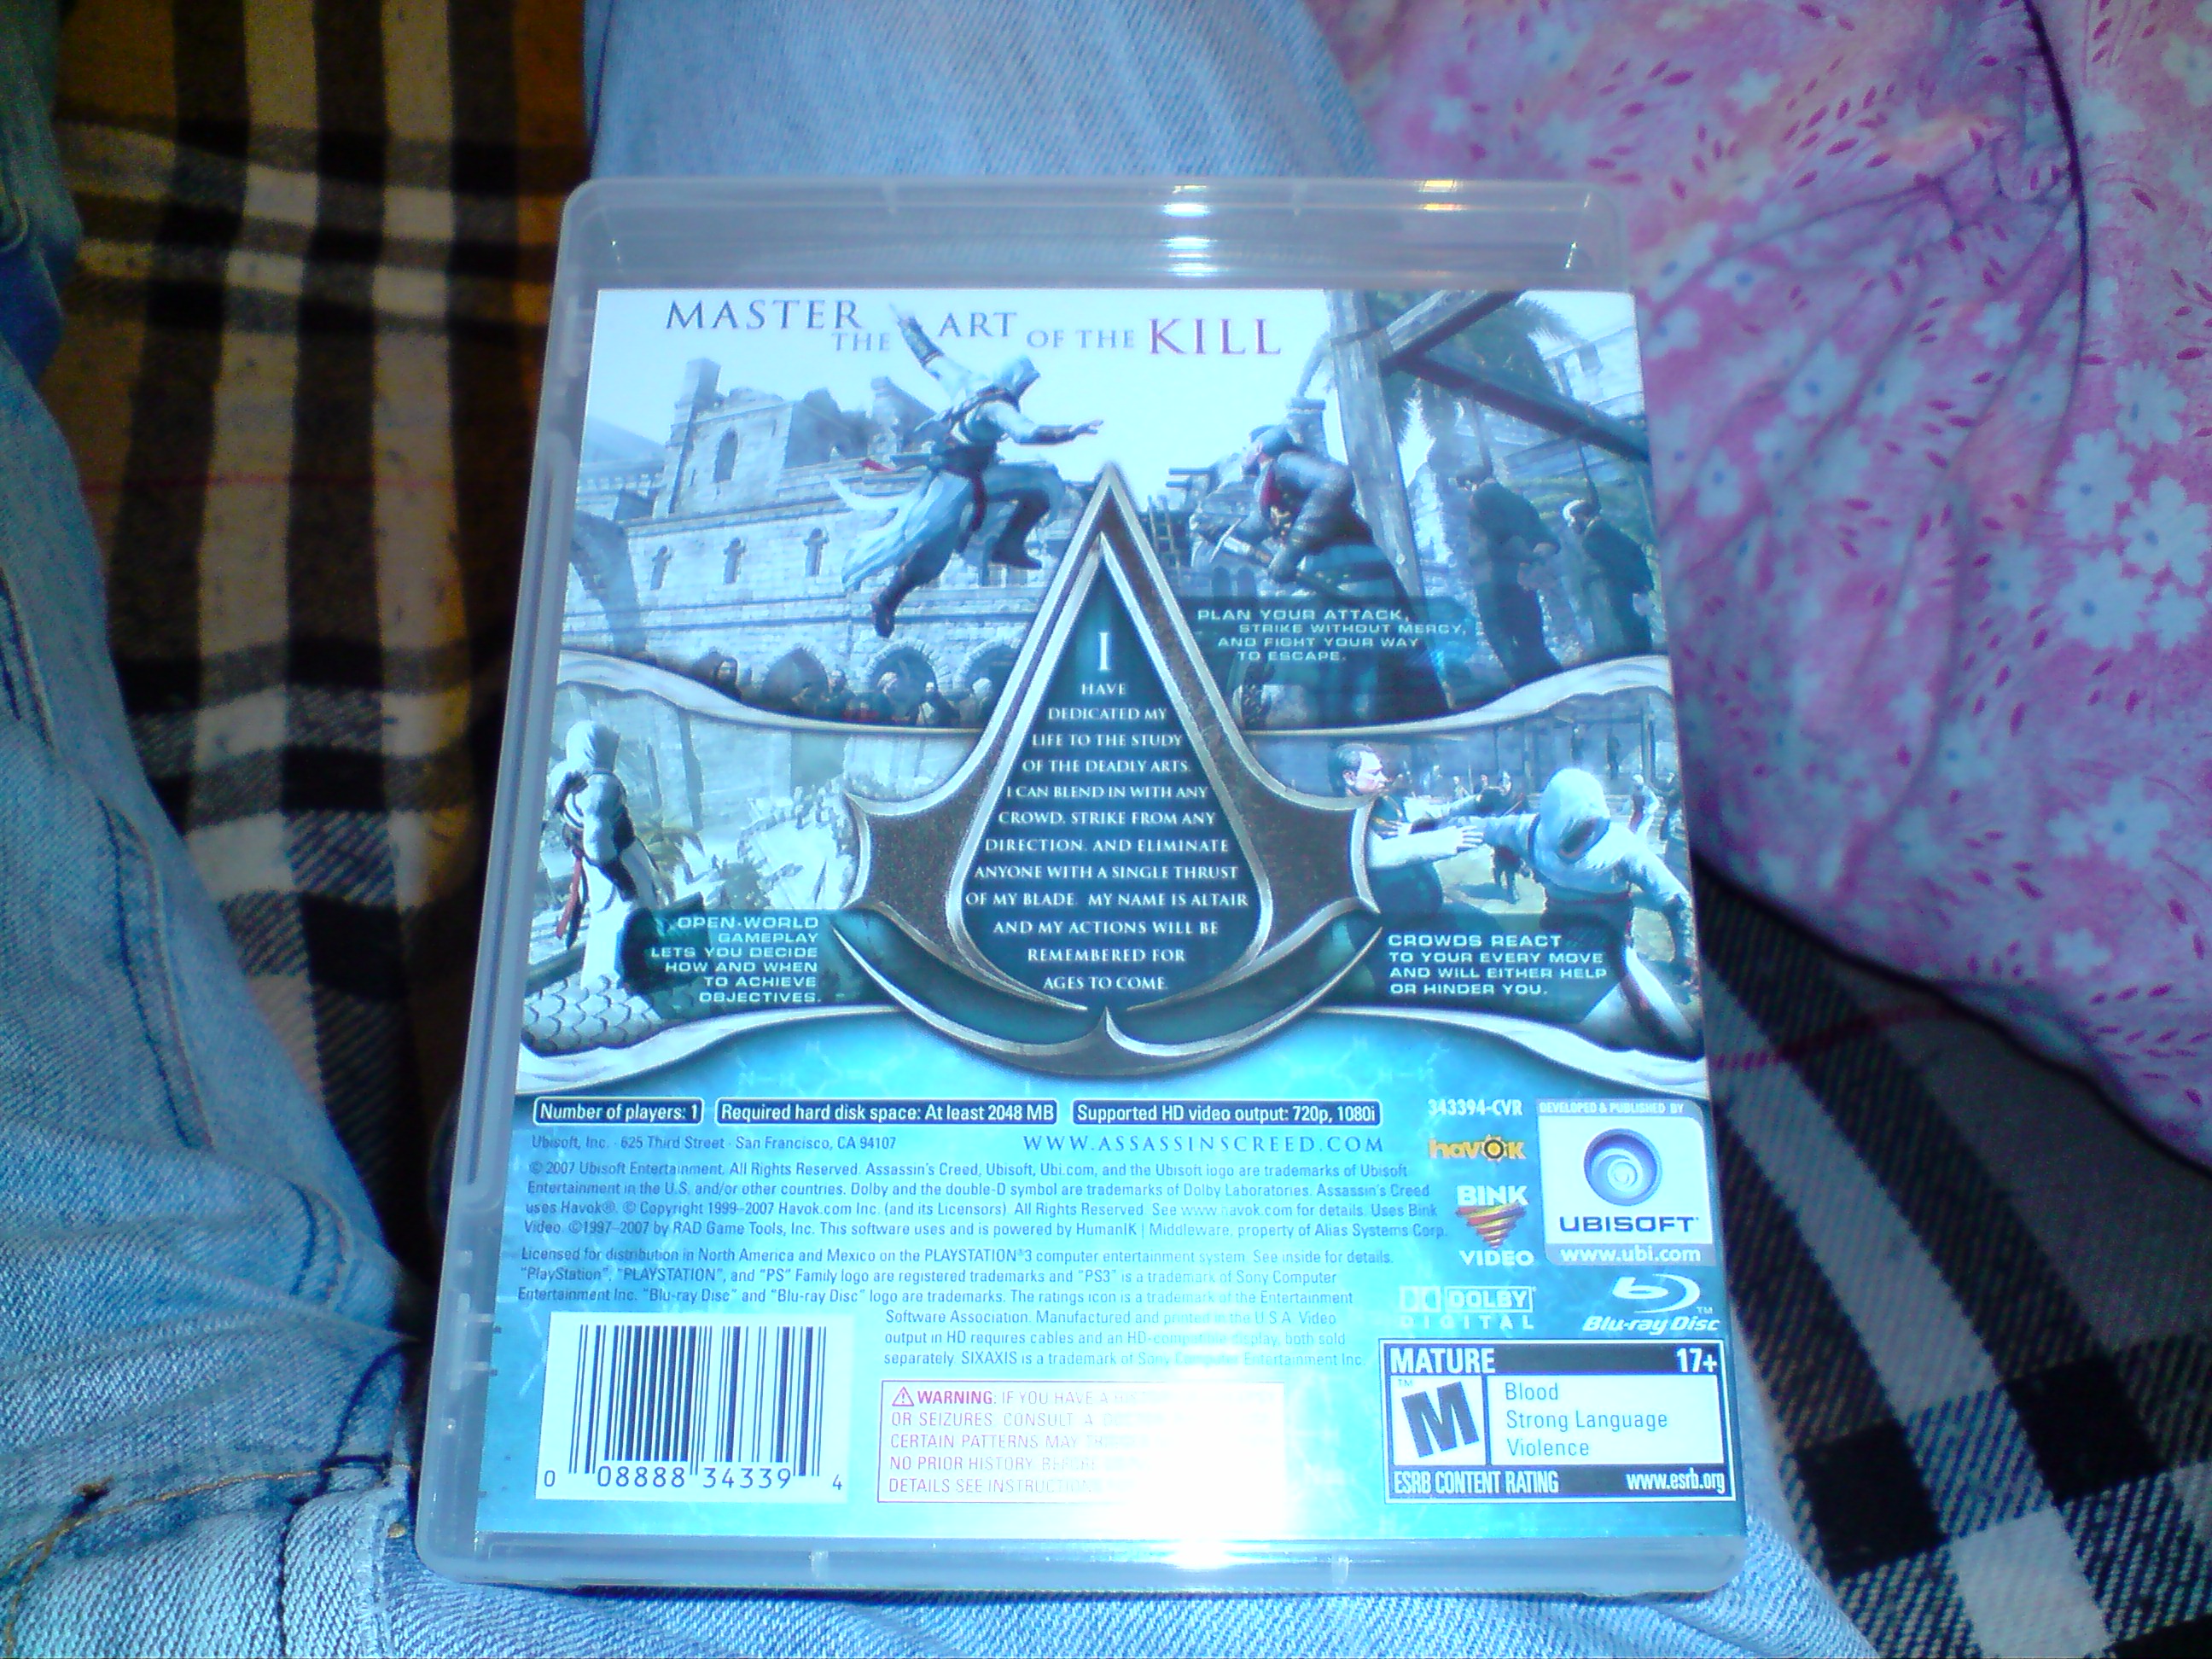 MASTER THE ART OF THE KILL
PLAN YOUR ATTACK,
STRIKE WITHOUT MERCY,
AND FIGHT YOUR WAY
TO ESCAPE.
I
HAVE
DEDICATED MY
LIFE TO THE STUDY
OF THE DEADLY ARTS.
I CAN BLEND IN WITH ANY
CROWD, STRIKE FROM ANY
DIRECTION, AND ELIMINATE
ANYONE WITH A SINGLE THRUST
OF MY BLADE. MY NAME IS ALTAIR
AND MY ACTIONS WILL BE
REMEMBERED FOR
AGES TO COME.
OPEN-WORLD
GAMEPLAY
LETS YOU DECIDE
HOW AND WHEN
TO ACHIEVE
OBJECTIVES.
CROWDS REACT
TO YOUR EVERY MOVE
AND WILL EITHER HELP
OR HINDER YOU.
Number of players: 1
Required hard disk space: At least 2048 MB
Supported HD video output: 720p, 1080i
343394-CVR
DEVELOPED & PUBLISHED BY
Ubisoft, Inc. · 625 Third Street · San Francisco, CA 94107
WWW.ASSASSINSCREED.COM
© 2007 Ubisoft Entertainment. All Rights Reserved. Assassin's Creed, Ubisoft, Ubi.com, and the Ubisoft logo are trademarks of Ubisoft
Entertainment in the U.S. and/or other countries. Dolby and the double-D symbol are trademarks of Dolby Laboratories. Assassin's Creed
uses Havok®. © Copyright 1999–2007 Havok.com Inc. (and its Licensors). All Rights Reserved. See www.havok.com for details. Uses Bink
Video. ©1997–2007 by RAD Game Tools, Inc. This software uses and is powered by HumanIK | Middleware, property of Alias Systems Corp.
Licensed for distribution in North America and Mexico on the PLAYSTATION®3 computer entertainment system. See inside for details.
"PlayStation", "PLAYSTATION", and "PS" Family logo are registered trademarks and "PS3" is a trademark of Sony Computer
Entertainment Inc. "Blu-ray Disc" and "Blu-ray Disc" logo are trademarks. The ratings icon is a trademark of the Entertainment
Software Association. Manufactured and printed in the U.S.A. Video
output in HD requires cables and an HD-compatible display, both sold
separately. SIXAXIS is a trademark of Sony Computer Entertainment Inc.
havok
BINK
VIDEO
UBISOFT
www.ubi.com
DOLBY
DIGITAL
Blu-ray Disc™
WARNING: IF YOU HAVE A
OR SEIZURES, CONSULT A
CERTAIN PATTERNS MAY
NO PRIOR HISTORY.
DETAILS SEE
0 08888 34339 4
MATURE 17+
M™
Blood
Strong Language
Violence
ESRB CONTENT RATING www.esrb.org